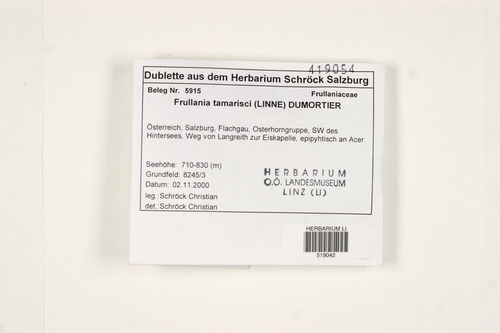 419054
Dublette aus dem Herbarium Schröck Salzburg
Beleg Nr. 5915 Frullaniaceae
Frullania tamarisci (LINNE) DUMORTIER
Österreich, Salzburg, Flachgau, Osterhorngruppe, SW des
Hintersees, Weg von Langreith zur Eiskapelle, epipyhtisch an Acer.
Seehöhe: 710-830 (m)
Grundfeld: 8245/3
Datum: 02.11.2000
leg.: Schröck Christian
det.: Schröck Christian
HERBARIUM
O.Ö. LANDESMUSEUM
LINZ (LI)
HERBARIUM LI
519042